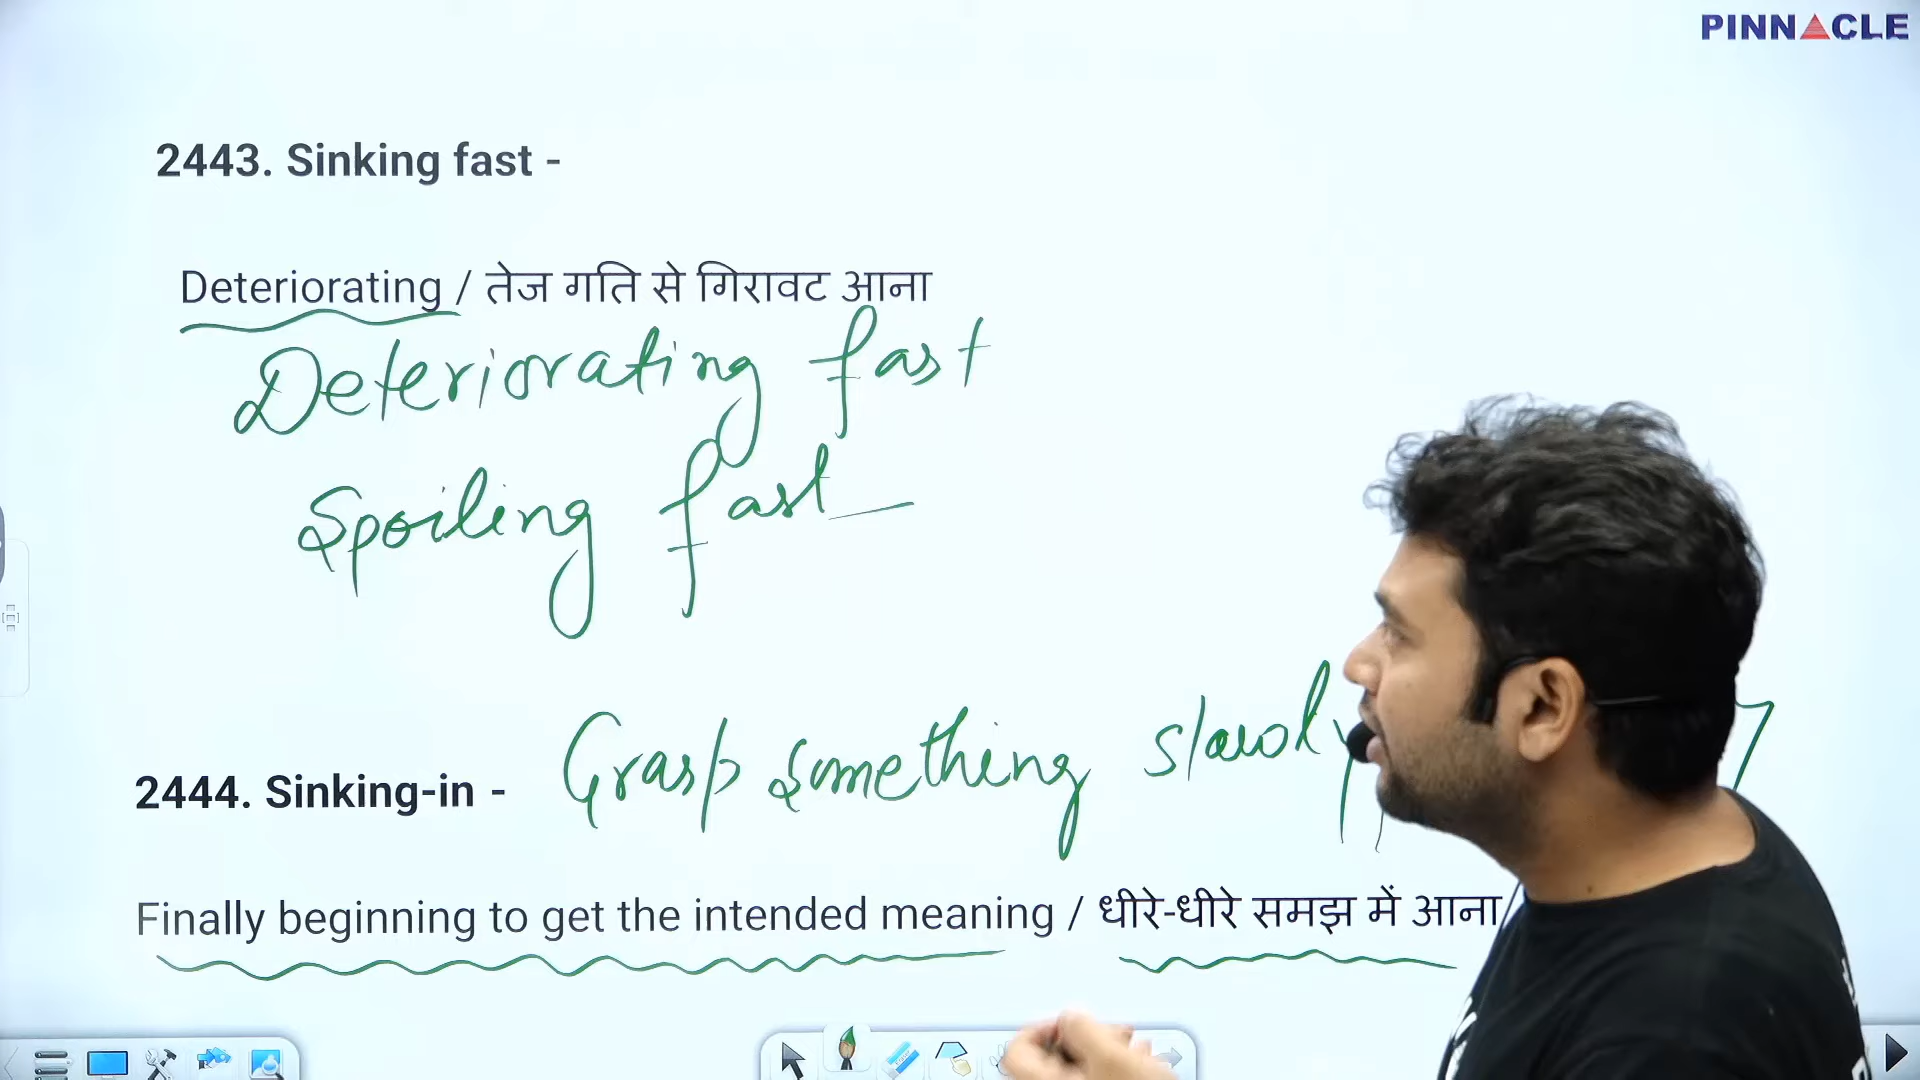 PINNACLE
2443. Sinking fast -
Deteriorating / तेज गति से गिरावट आना
Deteriorating fast
Spoiling fast
Grasp something slowly
2444. Sinking-in -
Finally beginning to get the intended meaning / धीरे-धीरे समझ में आना